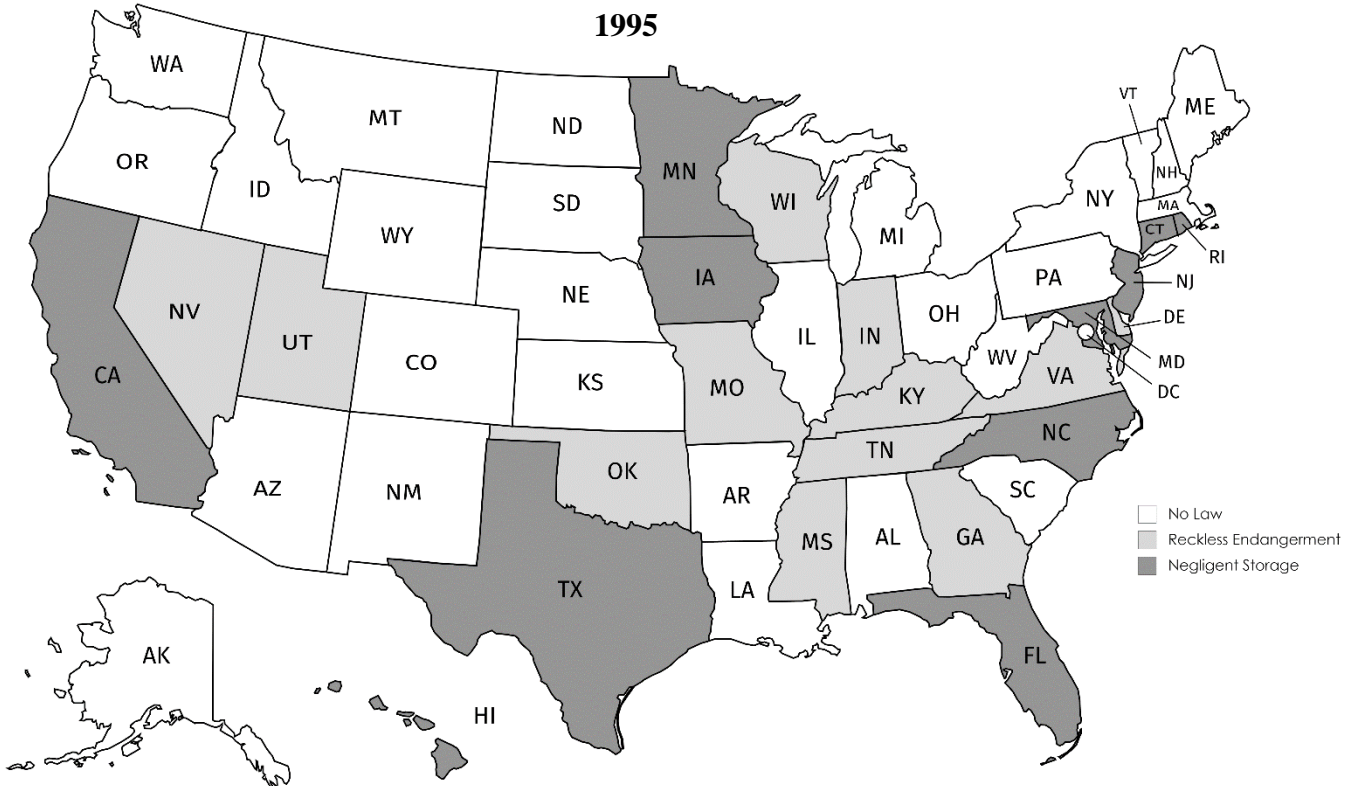 1995
WA
MT
ND
MN
VT
ME
OR
ID
SD
WI
NY
NH
MA
WY
MI
CT
RI
IA
PA
NJ
NE
NV
OH
DE
UT
IL
IN
CO
WV
MD
CA
KS
MO
VA
DC
KY
NC
TN
OK
AZ
NM
AR
SC
No Law
MS
AL
GA
Reckless Endangerment
Negligent Storage
TX
LA
AK
FL
HI